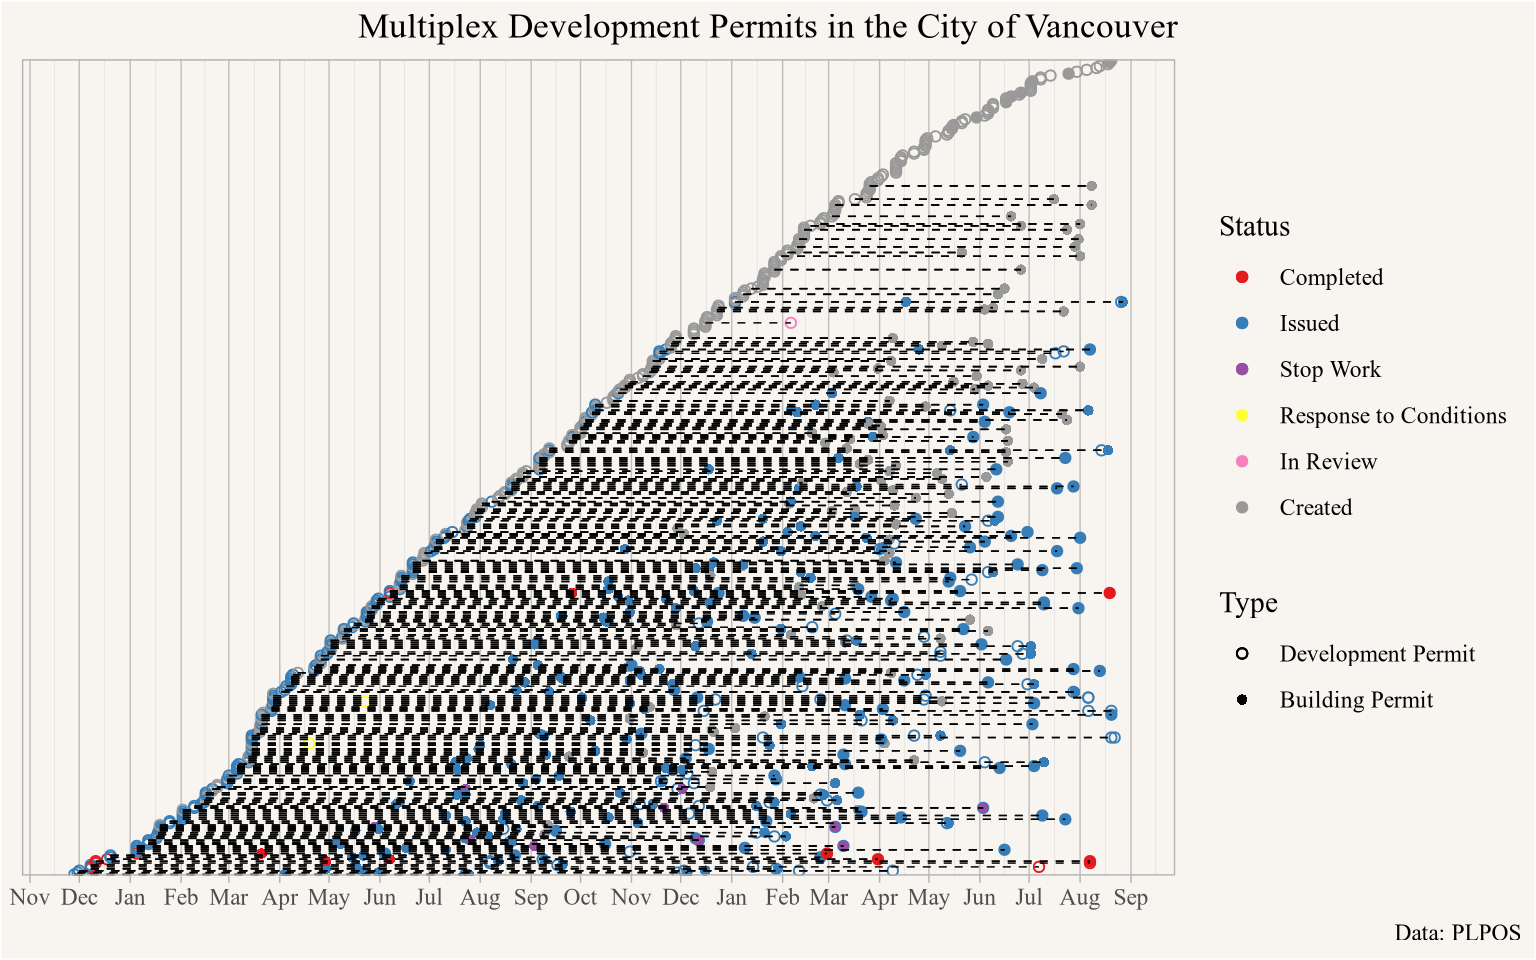 Multiplex Development Permits in the City of Vancouver
Status
Completed
Issued
Stop Work
Response to Conditions
In Review
Created
Type
Development Permit
Building Permit
Nov Dec Jan Feb Mar Apr May Jun Jul Aug Sep Oct Nov Dec Jan Feb Mar Apr May Jun Jul Aug Sep
Data: PLPOS